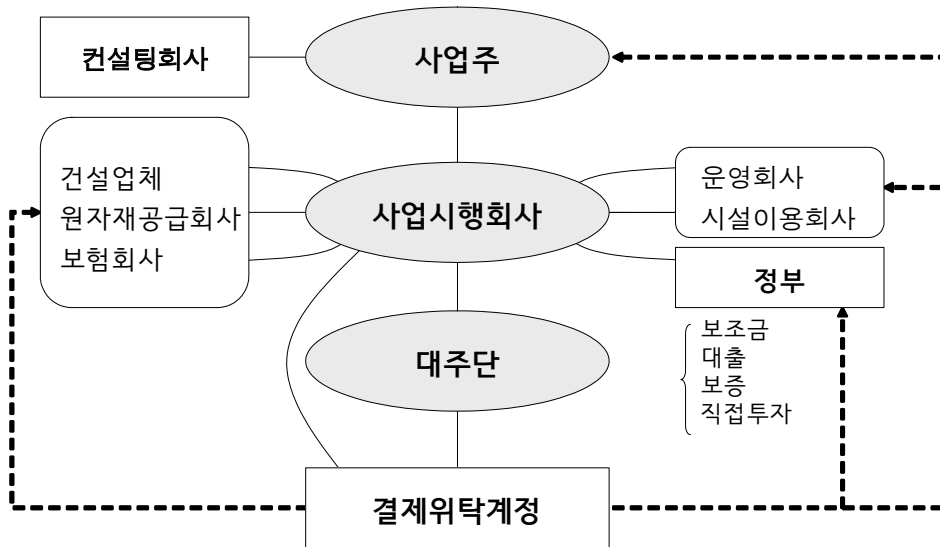 컨설팅회사
사업주
건설업체
원자재공급회사
보험회사
사업시행회사
운영회사
시설이용회사
정부
보조금
대출
보증
직접투자
대주단
결제위탁계정